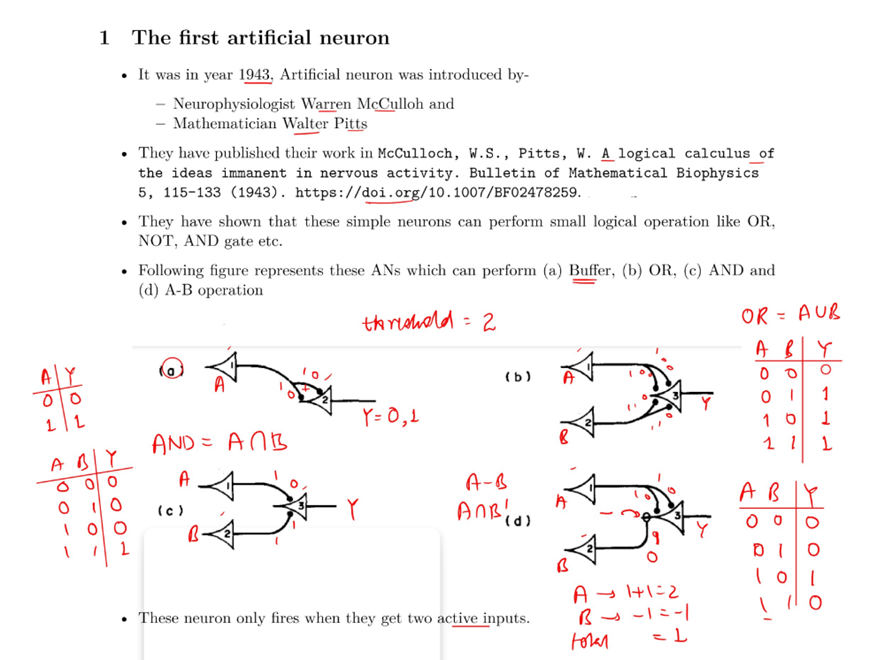 1 The first artificial neuron
• It was in year 1943, Artificial neuron was introduced by-
– Neurophysiologist Warren McCulloh and
– Mathematician Walter Pitts
• They have published their work in McCulloch, W.S., Pitts, W. A logical calculus of
the ideas immanent in nervous activity. Bulletin of Mathematical Biophysics
5, 115-133 (1943). https://doi.org/10.1007/BF02478259.
• They have shown that these simple neurons can perform small logical operation like OR,
NOT, AND gate etc.
• Following figure represents these ANs which can perform (a) Buffer, (b) OR, (c) AND and
(d) A-B operation
threshold = 2
OR = A∪B
A B Y
0 0 0
0 1 1
1 0 1
1 1 1
A Y
0 0
1 1
(a)
1
A
1 0
1 0 +
2
Y=0,1
(b)
1
A
2
B
3
Y
AND = A∩B
A B Y
0 0 0
0 1 0
1 0 0
1 1 1
(c)
A
1
B
2
1 0
1
3
Y
A-B
A∩B'
(d)
1
A
2
B
3
Y
A → 1+1=2
B → -1=-1
total = 1
A B Y
0 0 0
0 1 0
1 0 1
1 1 0
• These neuron only fires when they get two active inputs.